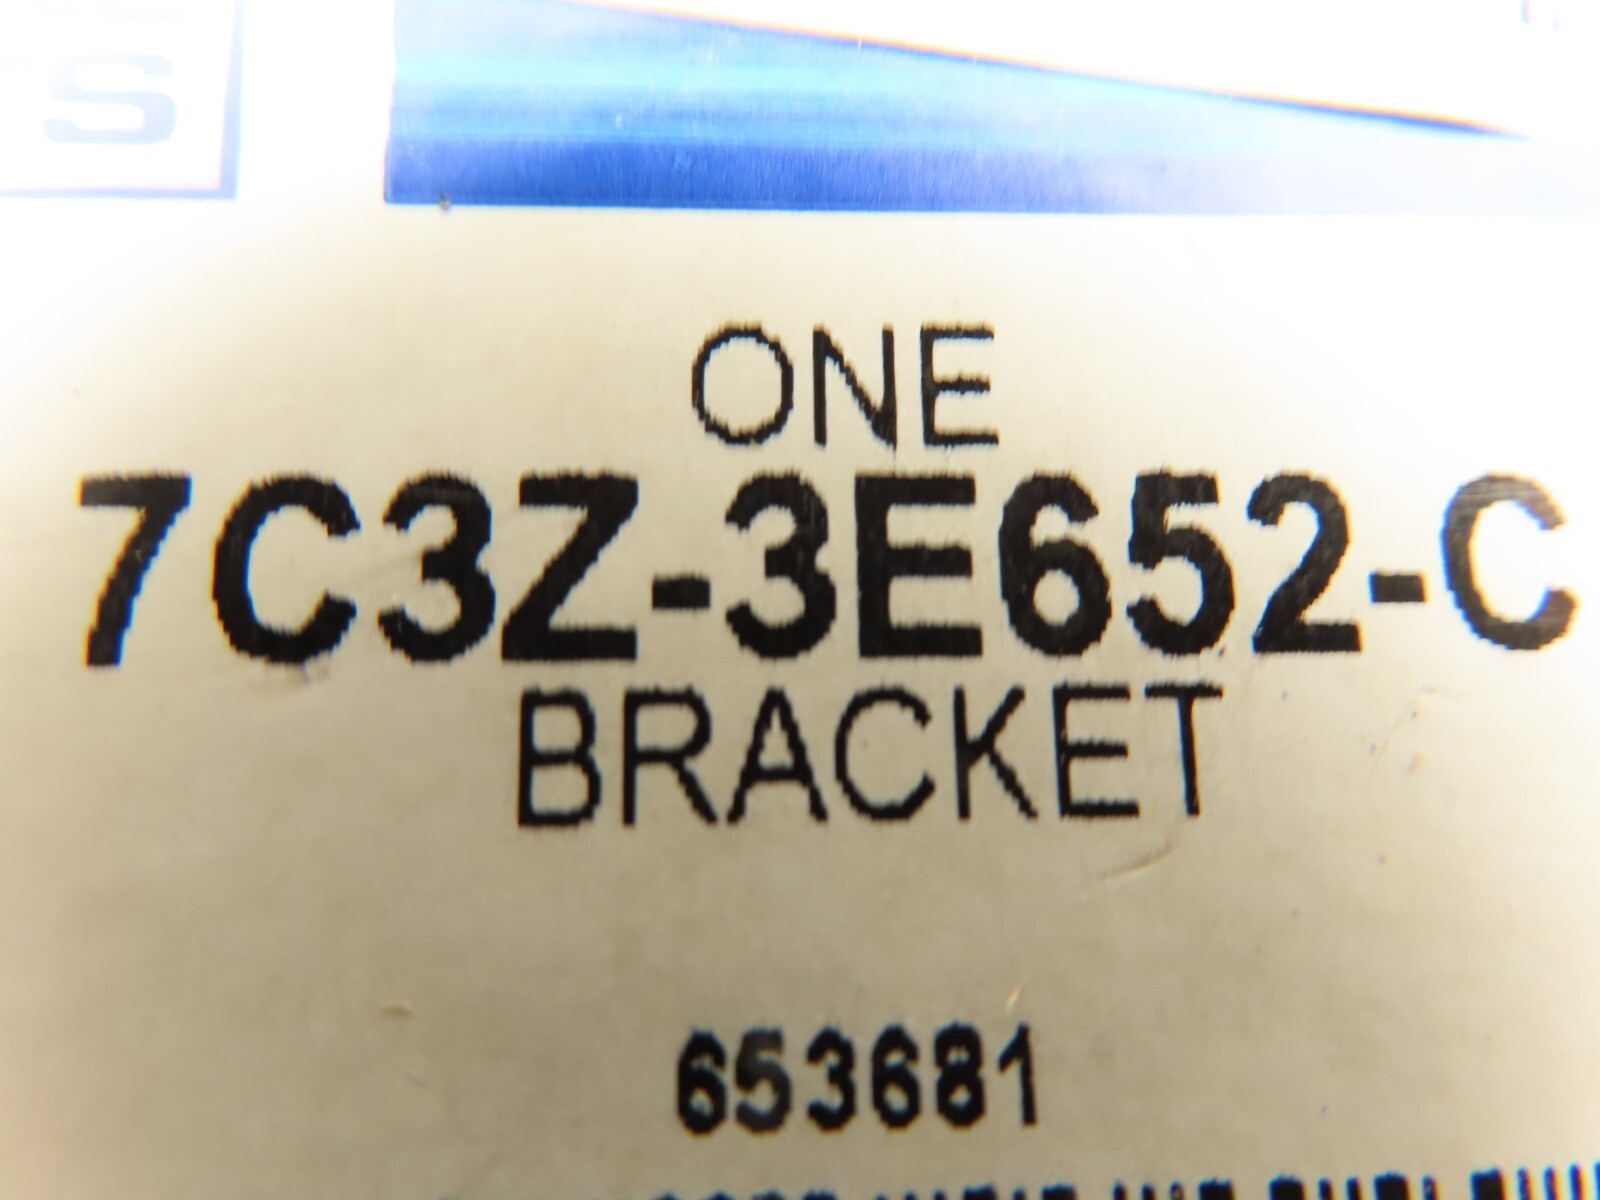 S
ONE
7C3Z-3E652-C
BRACKET
653681